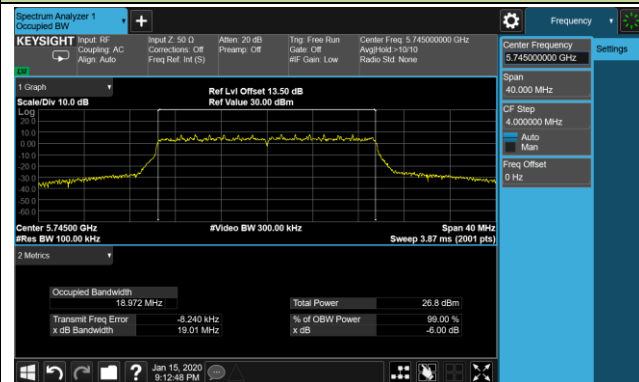 Spectrum Analyzer 1
Occupied BW
Frequency
KEYSIGHT
Input: RF
Coupling: AC
Align: Auto
Input Z: 50 Ω
Corrections: Off
Freq Ref: Int (S)
Atten: 20 dB
Preamp: Off
Trig: Free Run
Gate: Off
#IF Gain: Low
Center Freq: 5.745000000 GHz
Avg|Hold:>10/10
Radio Std: None
Center Frequency
5.745000000 GHz
Settings
Span
40.000 MHz
CF Step
4.000000 MHz
Auto
Man
Freq Offset
0 Hz
1 Graph
Scale/Div 10.0 dB
Ref Lvl Offset 13.50 dB
Ref Value 30.00 dBm
Log
20.0
10.0
0.00
-10.0
-20.0
-30.0
-40.0
-50.0
-60.0
Center 5.74500 GHz
#Res BW 100.00 kHz
#Video BW 300.00 kHz
Span 40 MHz
Sweep 3.87 ms (2001 pts)
2 Metrics
Occupied Bandwidth
18.972 MHz
Total Power 26.8 dBm
Transmit Freq Error -8.240 kHz
% of OBW Power 99.00 %
x dB Bandwidth 19.01 MHz
x dB -6.00 dB
Jan 15, 2020
9:12:48 PM